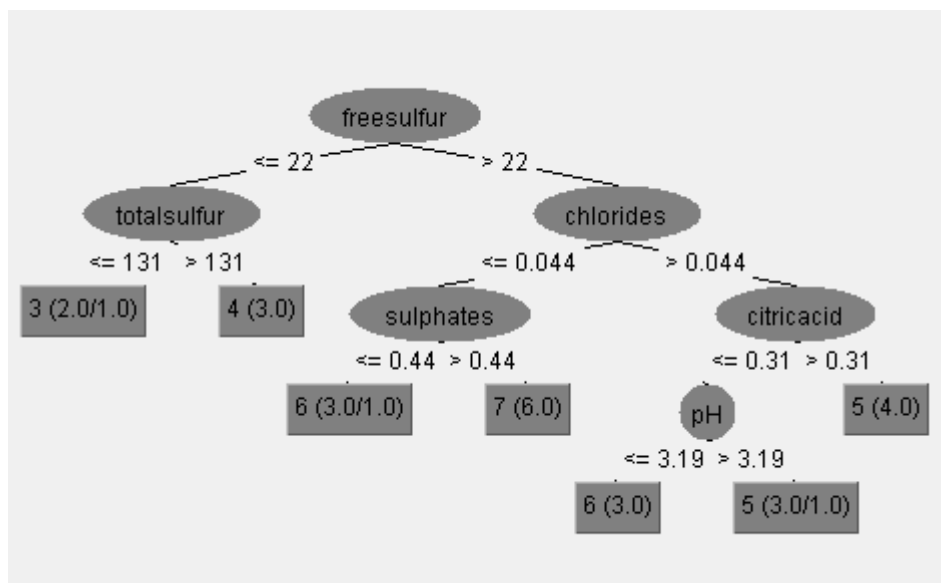 freesulfur
<= 22 > 22
totalsulfur chlorides
<= 131 > 131 <= 0.044 > 0.044
3 (2.0/1.0) 4 (3.0) sulphates citricacid
<= 0.44 > 0.44 <= 0.31 > 0.31
6 (3.0/1.0) 7 (6.0) pH 5 (4.0)
<= 3.19 > 3.19
6 (3.0) 5 (3.0/1.0)